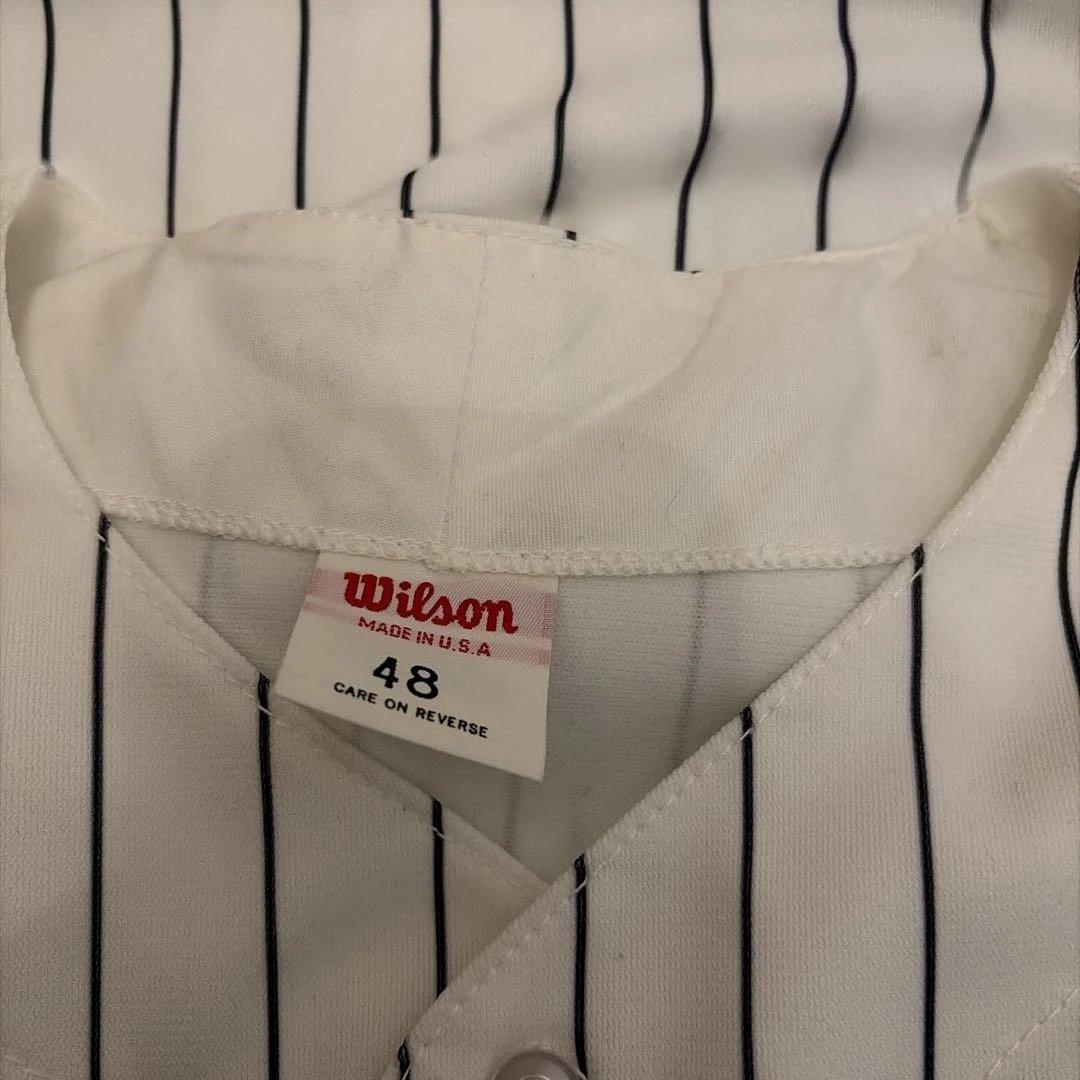 Wilson
MADE IN U.S.A
48
CARE ON REVERSE